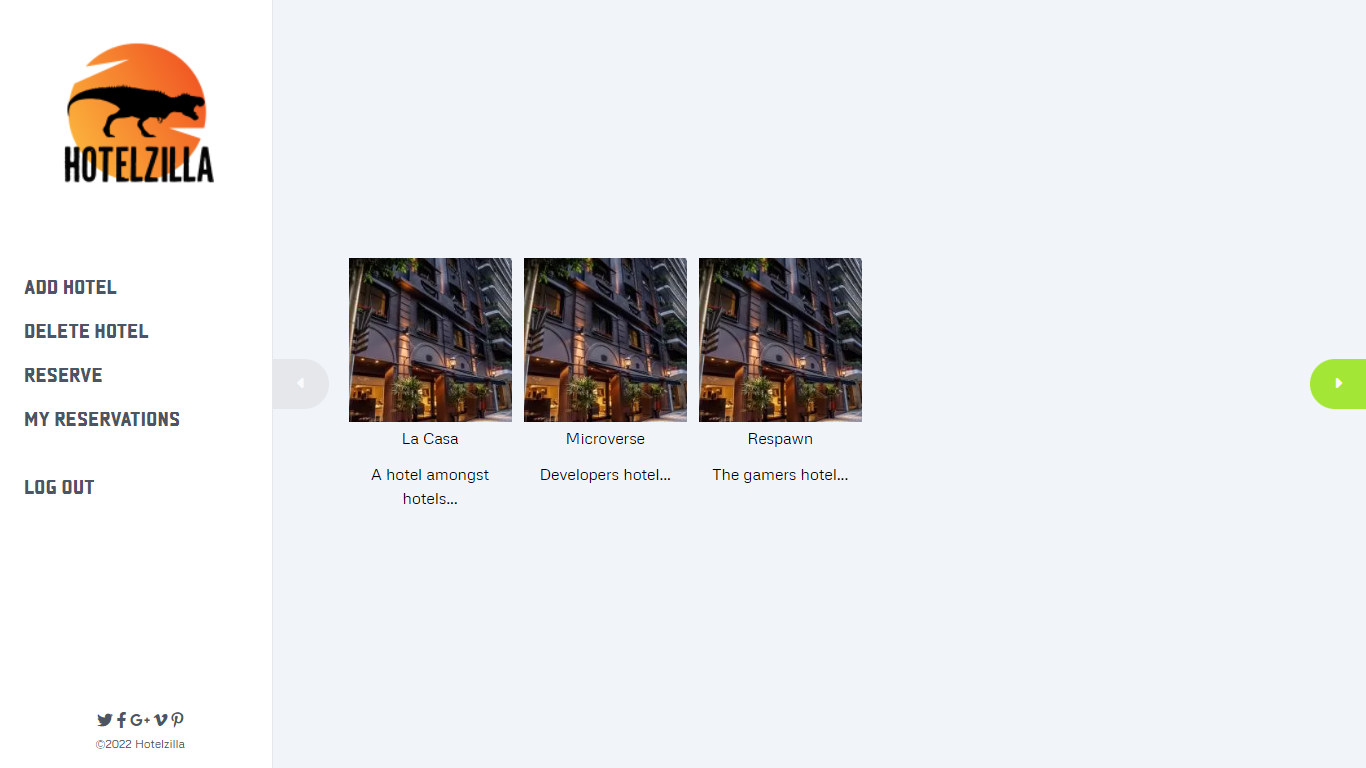 HOTELZILLA
ADD HOTEL
DELETE HOTEL
RESERVE
MY RESERVATIONS
LOG OUT
La Casa
A hotel amongst
hotels...
Microverse
Developers hotel...
Respawn
The gamers hotel...
©2022 Hotelzilla